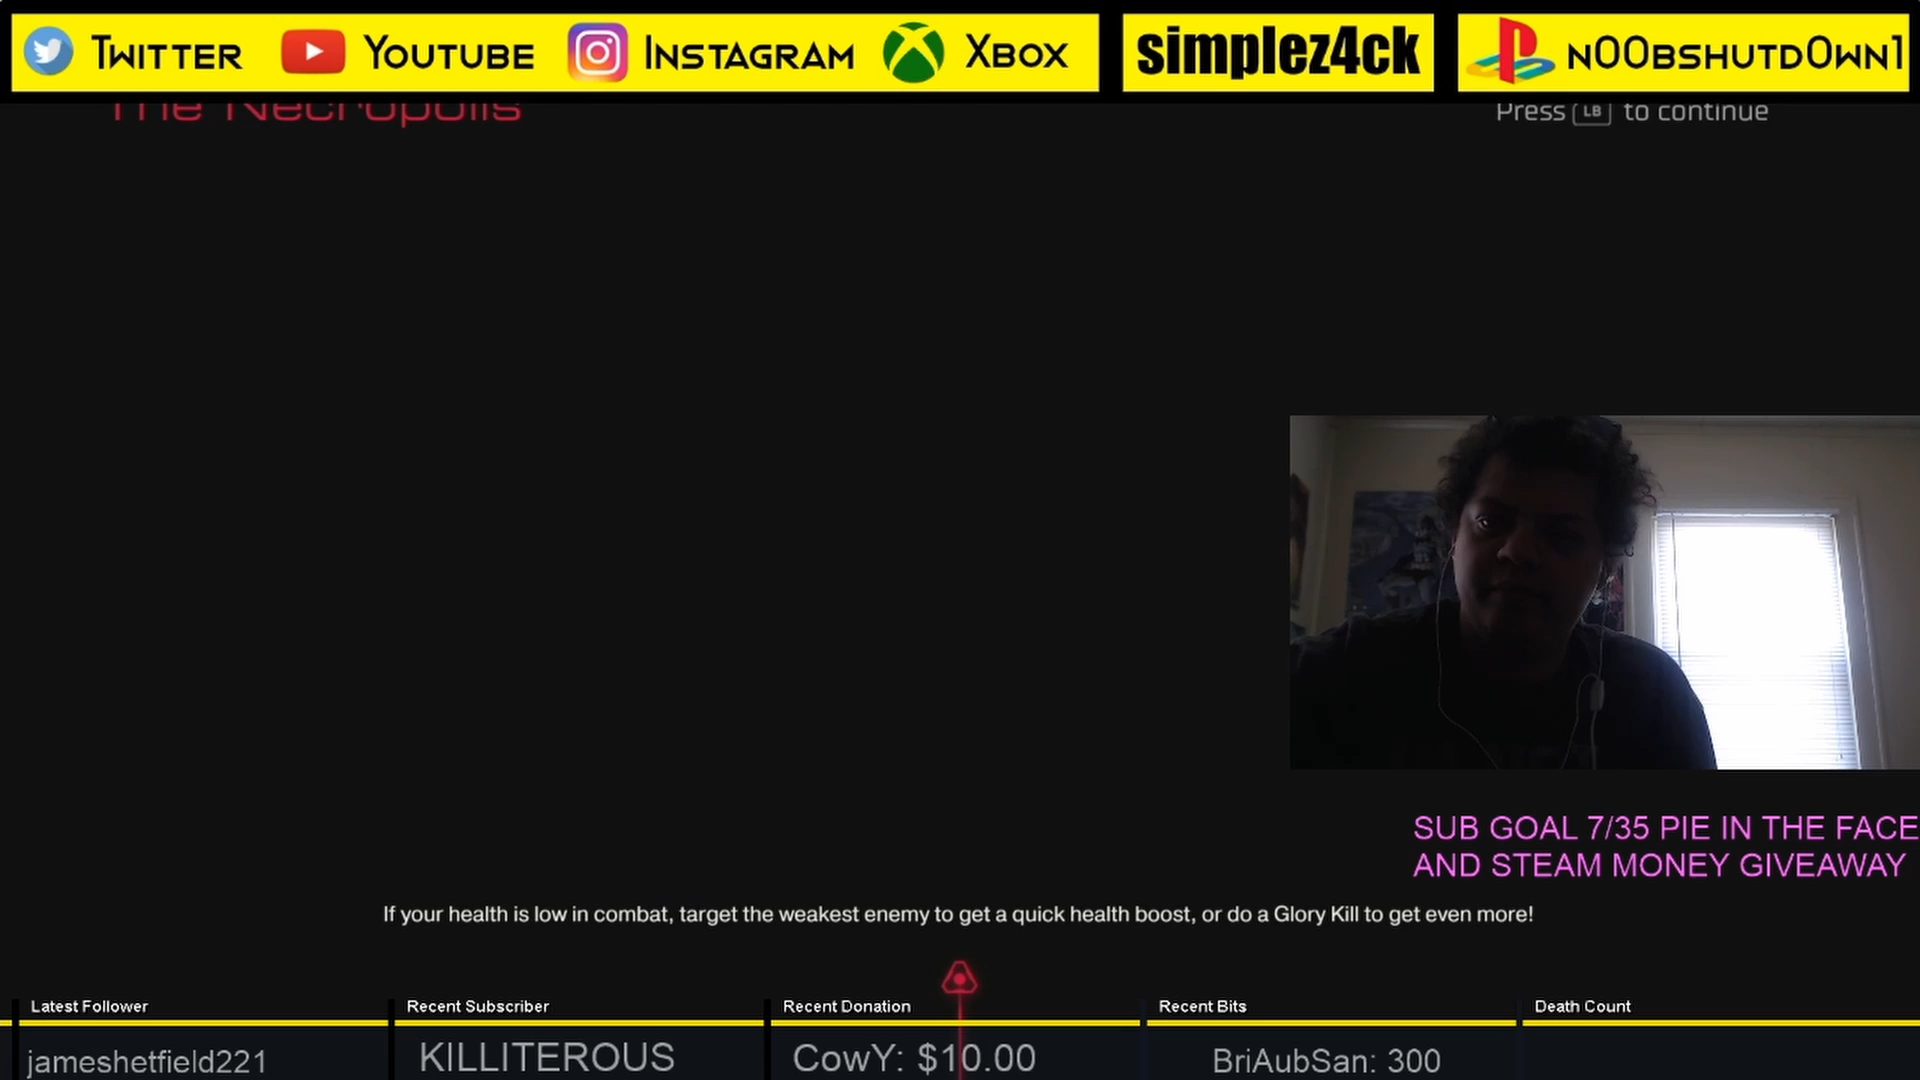 Twitter Youtube Instagram Xbox simplez4ck n00bshutd0wn1
The Necropolis
Press LB to continue
SUB GOAL 7/35 PIE IN THE FACE
AND STEAM MONEY GIVEAWAY
If your health is low in combat, target the weakest enemy to get a quick health boost, or do a Glory Kill to get even more!
Latest Follower Recent Subscriber Recent Donation Recent Bits Death Count
jameshetfield221 KILLITEROUS CowY: $10.00 BriAubSan: 300